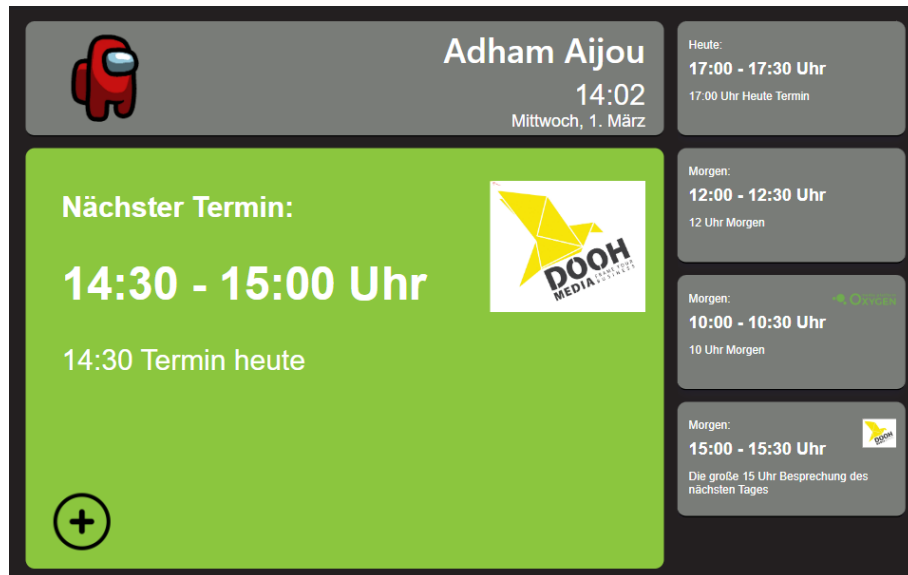 Adham Aijou
14:02
Mittwoch, 1. März
Nächster Termin:
14:30 - 15:00 Uhr
14:30 Termin heute
DOOH
MEDIA
BUSINESS
Heute:
17:00 - 17:30 Uhr
17:00 Uhr Heute Termin
Morgen:
12:00 - 12:30 Uhr
12 Uhr Morgen
Morgen:
OXYGEN
10:00 - 10:30 Uhr
10 Uhr Morgen
Morgen:
15:00 - 15:30 Uhr
DOOH
Die große 15 Uhr Besprechung des
nächsten Tages